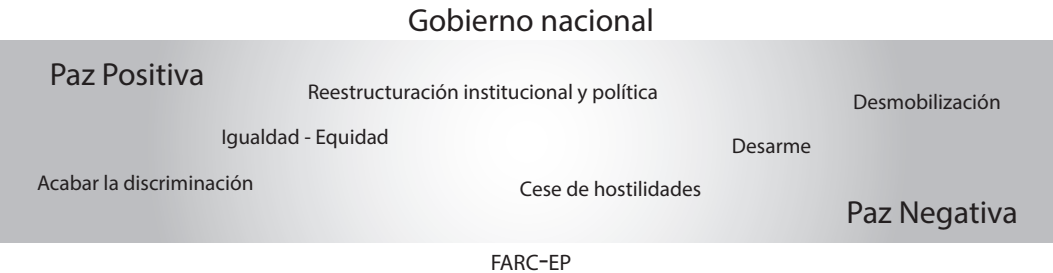 Gobierno nacional
Paz Positiva
Reestructuración institucional y política
Desmobilización
Igualdad - Equidad
Desarme
Acabar la discriminación
Cese de hostilidades
Paz Negativa
FARC-EP